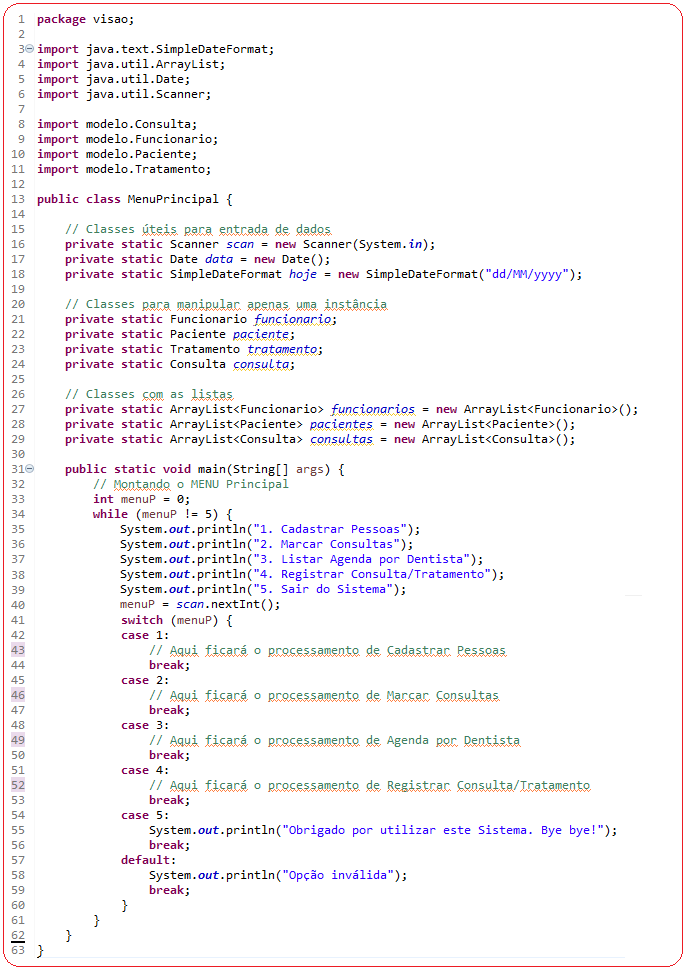 1 package visao;
2
3 import java.text.SimpleDateFormat;
4 import java.util.ArrayList;
5 import java.util.Date;
6 import java.util.Scanner;
7
8 import modelo.Consulta;
9 import modelo.Funcionario;
10 import modelo.Paciente;
11 import modelo.Tratamento;
12
13 public class MenuPrincipal {
14
15     // Classes úteis para entrada de dados
16     private static Scanner scan = new Scanner(System.in);
17     private static Date data = new Date();
18     private static SimpleDateFormat hoje = new SimpleDateFormat("dd/MM/yyyy");
19
20     // Classes para manipular apenas uma instância
21     private static Funcionario funcionario;
22     private static Paciente paciente;
23     private static Tratamento tratamento;
24     private static Consulta consulta;
25
26     // Classes com as listas
27     private static ArrayList<Funcionario> funcionarios = new ArrayList<Funcionario>();
28     private static ArrayList<Paciente> pacientes = new ArrayList<Paciente>();
29     private static ArrayList<Consulta> consultas = new ArrayList<Consulta>();
30
31     public static void main(String[] args) {
32         // Montando o MENU Principal
33         int menuP = 0;
34         while (menuP != 5) {
35             System.out.println("1. Cadastrar Pessoas");
36             System.out.println("2. Marcar Consultas");
37             System.out.println("3. Listar Agenda por Dentista");
38             System.out.println("4. Registrar Consulta/Tratamento");
39             System.out.println("5. Sair do Sistema");
40             menuP = scan.nextInt();
41             switch (menuP) {
42             case 1:
43                 // Aqui ficará o processamento de Cadastrar Pessoas
44                 break;
45             case 2:
46                 // Aqui ficará o processamento de Marcar Consultas
47                 break;
48             case 3:
49                 // Aqui ficará o processamento de Agenda por Dentista
50                 break;
51             case 4:
52                 // Aqui ficará o processamento de Registrar Consulta/Tratamento
53                 break;
54             case 5:
55                 System.out.println("Obrigado por utilizar este Sistema. Bye bye!");
56                 break;
57             default:
58                 System.out.println("Opção inválida");
59                 break;
60             }
61         }
62     }
63 }